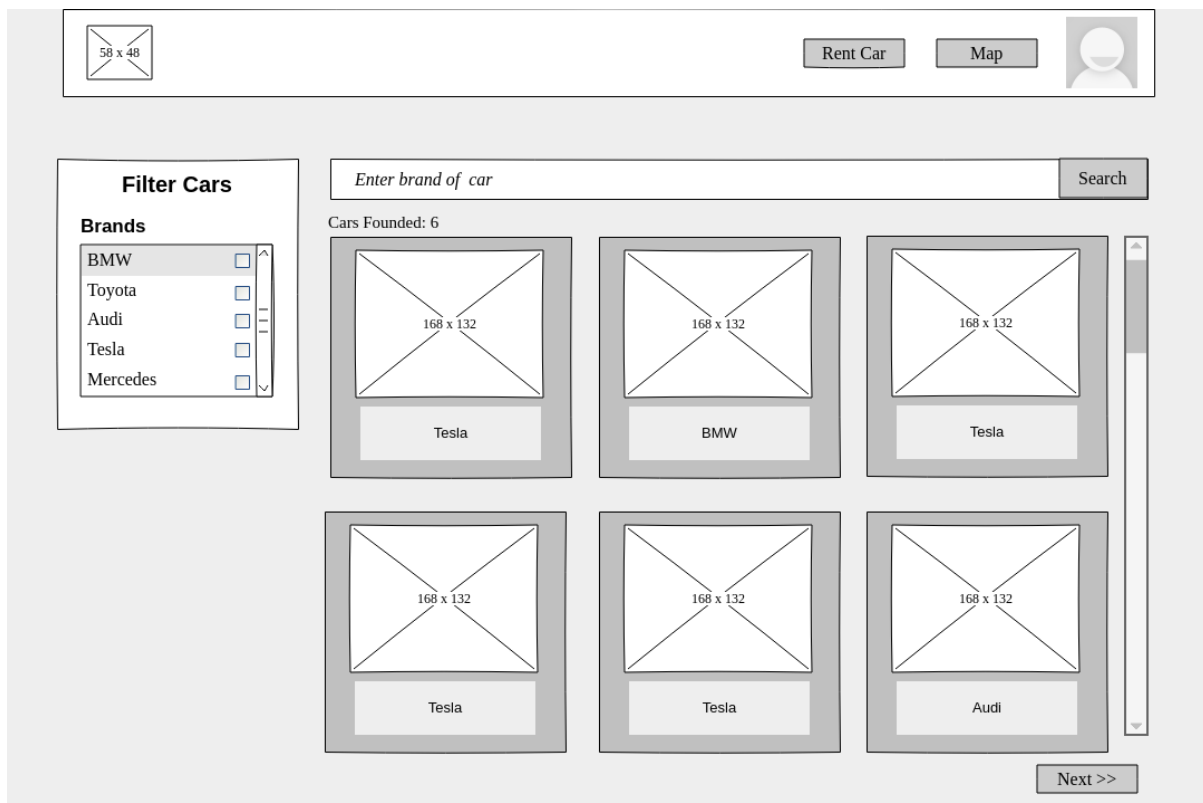 58 x 48
Rent Car
Map
Filter Cars
Brands
BMW
Toyota
Audi
Tesla
Mercedes
Enter brand of  car
Search
Cars Founded: 6
168 x 132
168 x 132
168 x 132
Tesla
BMW
Tesla
168 x 132
168 x 132
168 x 132
Tesla
Tesla
Audi
Next >>